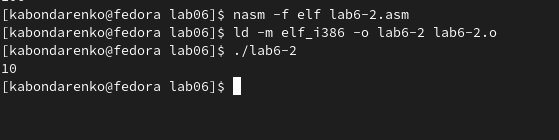 [kabondarenko@fedora lab06]$ nasm -f elf lab6-2.asm
[kabondarenko@fedora lab06]$ ld -m elf_i386 -o lab6-2 lab6-2.o
[kabondarenko@fedora lab06]$ ./lab6-2
10
[kabondarenko@fedora lab06]$